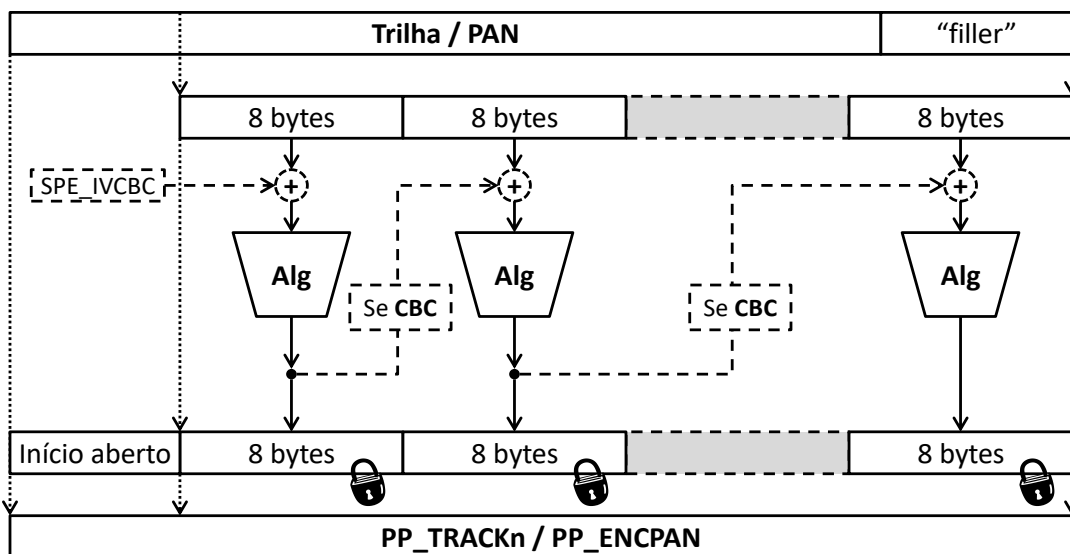 Trilha / PAN “filler”
8 bytes 8 bytes 8 bytes
SPE_IVCBC + + +
Alg Alg Alg
Se CBC Se CBC
Início aberto 8 bytes 8 bytes 8 bytes
PP_TRACKn / PP_ENCPAN